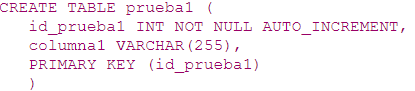 CREATE TABLE prueba1 (
id_prueba1 INT NOT NULL AUTO_INCREMENT,
columna1 VARCHAR(255),
PRIMARY KEY (id_prueba1)
)